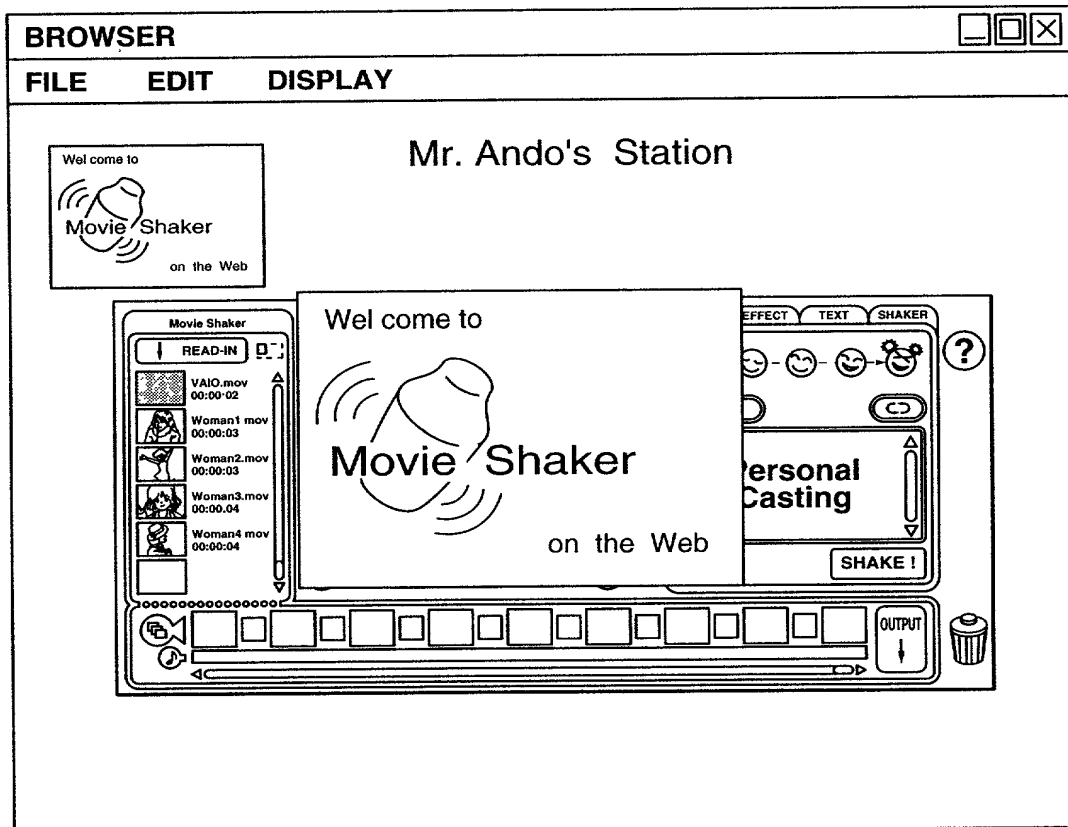 BROWSER
FILE EDIT DISPLAY
Mr. Ando's Station
Wel come to
Movie Shaker
on the Web
Movie Shaker
READ-IN
VAIO.mov
00:00:02
Woman1 mov
00:00:03
Woman2.mov
00:00:03
Woman3.mov
00:00.04
Woman4 mov
00:00:04
Wel come to
Movie Shaker
on the Web
EFFECT TEXT SHAKER
?
ersonal
Casting
SHAKE !
OUTPUT